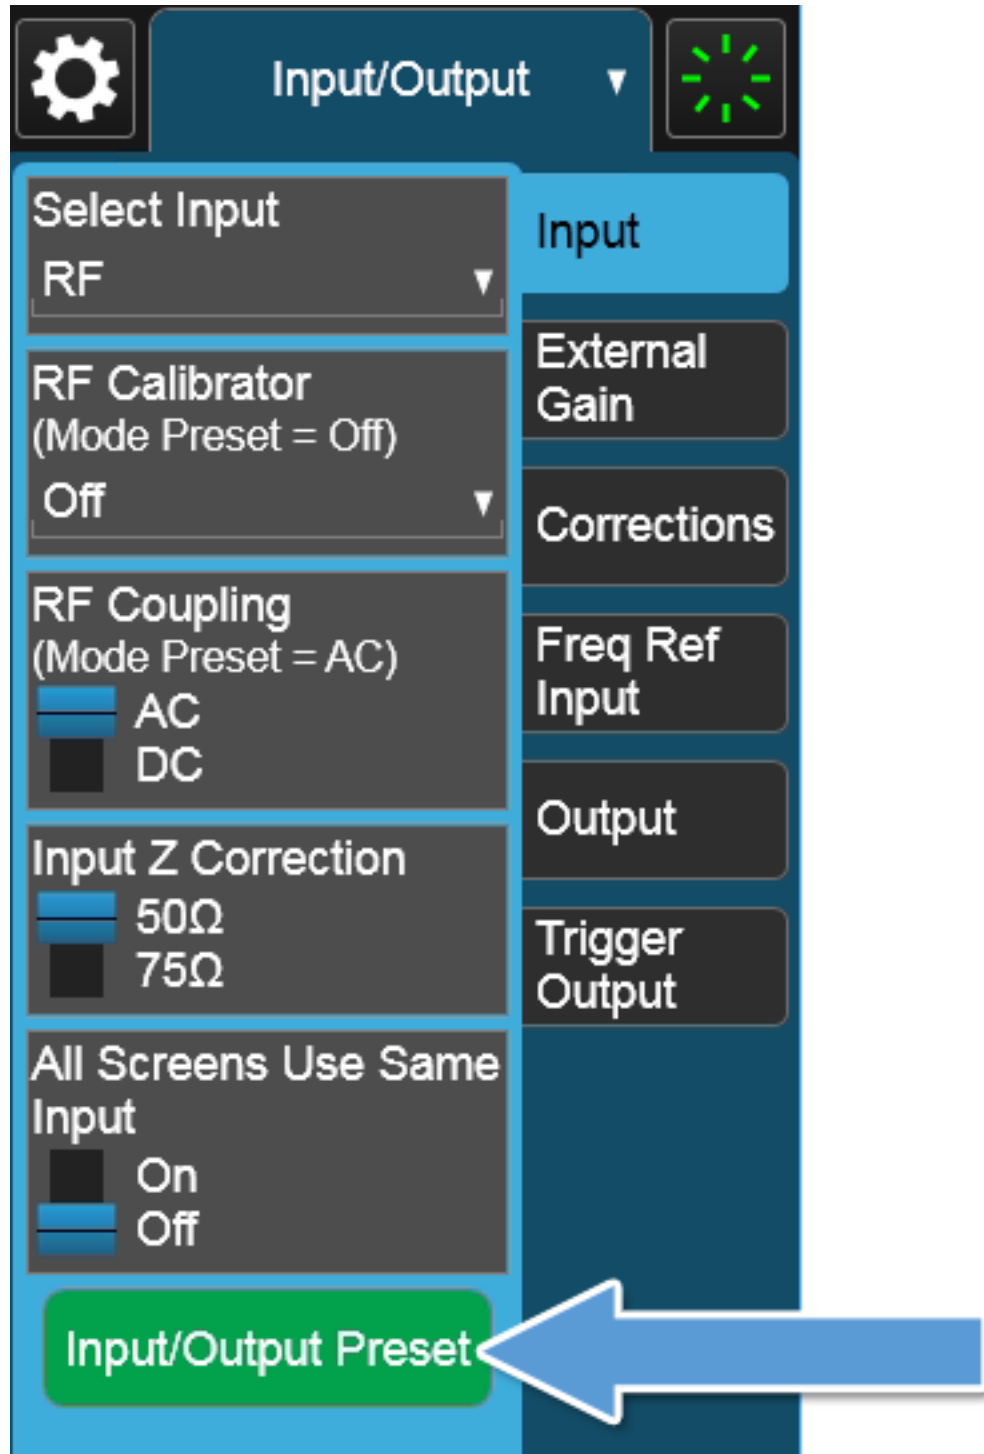 Input/Output
Select Input
RF
RF Calibrator
(Mode Preset = Off)
Off
RF Coupling
(Mode Preset = AC)
AC
DC
Input Z Correction
50Ω
75Ω
All Screens Use Same
Input
On
Off
Input/Output Preset
Input
External
Gain
Corrections
Freq Ref
Input
Output
Trigger
Output